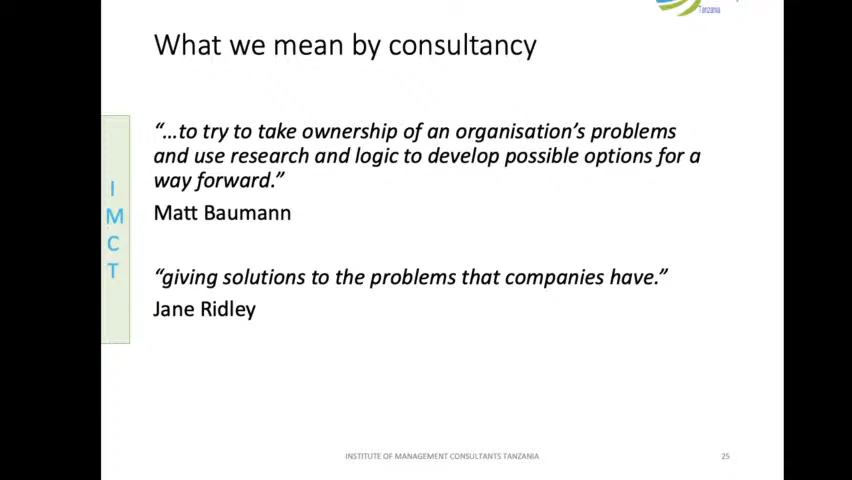 Tanzania
What we mean by consultancy
“…to try to take ownership of an organisation’s problems
and use research and logic to develop possible options for a
way forward.”
Matt Baumann
“giving solutions to the problems that companies have.”
Jane Ridley
I
M
C
T
INSTITUTE OF MANAGEMENT CONSULTANTS TANZANIA
25